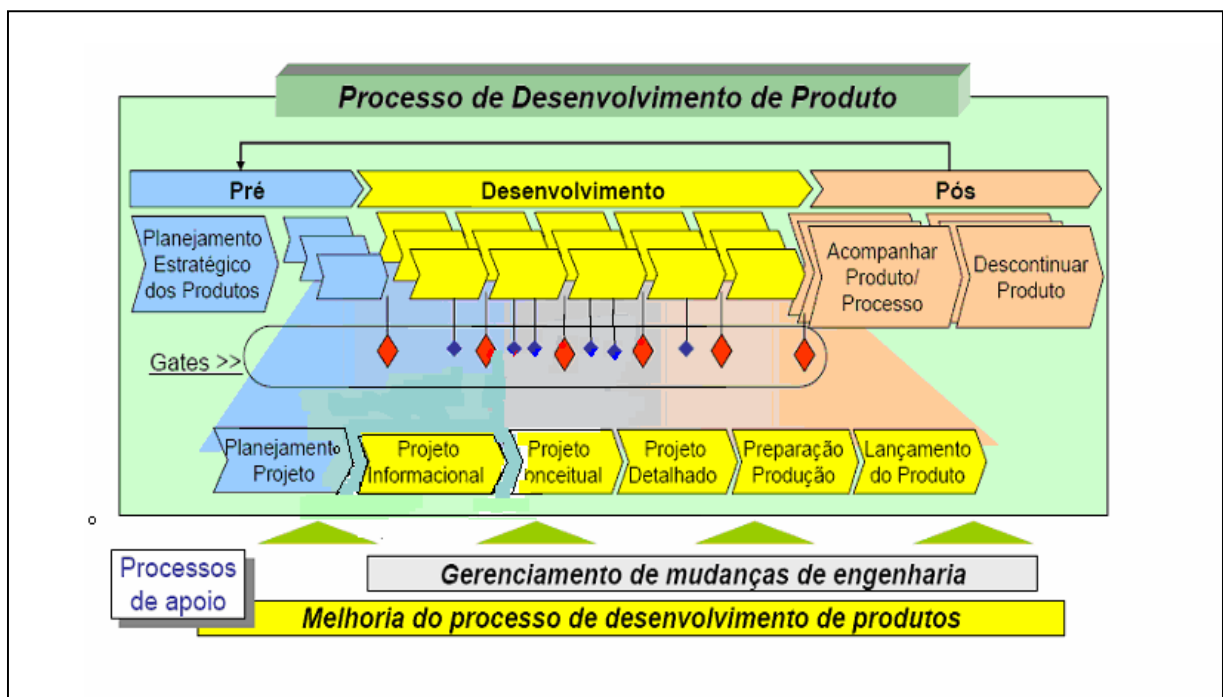 Processo de Desenvolvimento de Produto
Pré
Desenvolvimento
Pós
Planejamento
Estratégico
dos Produtos
Acompanhar
Produto/
Processo
Descontinuar
Produto
Gates >>
Planejamento
Projeto
Projeto
Informacional
Projeto
onceitual
Projeto
Detalhado
Preparação
Produção
Lançamento
do Produto
Processos
de apoio
Gerenciamento de mudanças de engenharia
Melhoria do processo de desenvolvimento de produtos